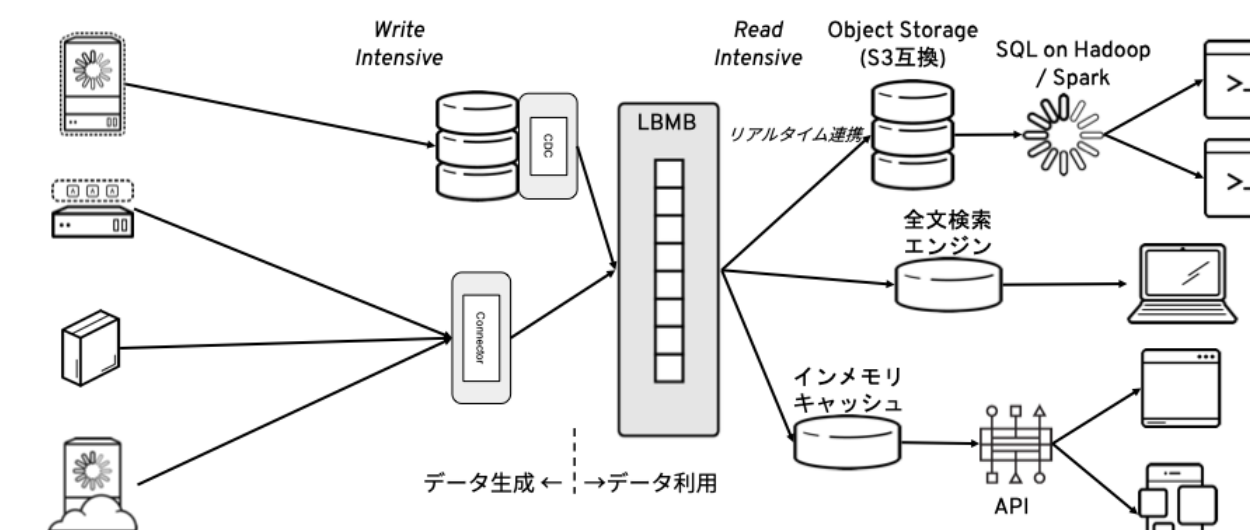 Write
Intensive
Read
Intensive
Object Storage
(S3互換)
SQL on Hadoop
/ Spark
CDC
LBMB
リアルタイム連携
>_
>_
A A A
全文検索
エンジン
Connector
インメモリ
キャッシュ
データ生成 ←
→データ利用
API